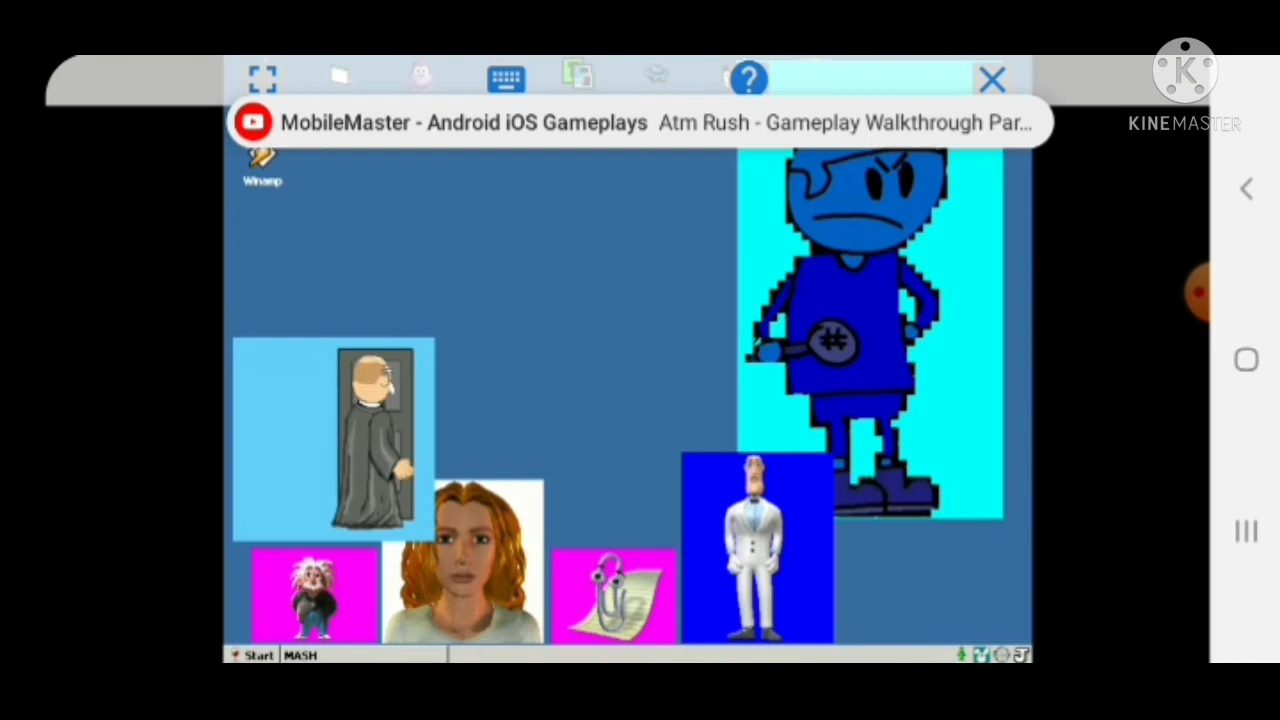 MobileMaster - Android iOS Gameplays Atm Rush - Gameplay Walkthrough Par...
K
KINEMASTER
?
Winamp
#
Start MASH